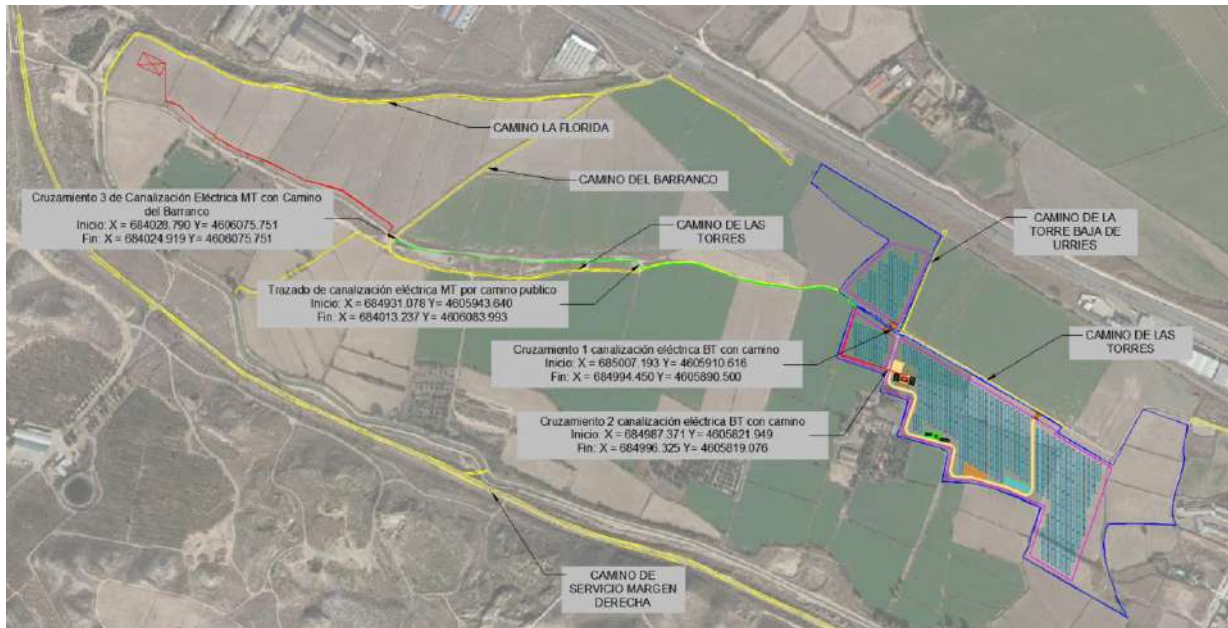 CAMINO LA FLORIDA
CAMINO DEL BARRANCO
Cruzamiento 3 de Canalización Eléctrica MT con Camino
del Barranco
Inicio: X = 684028.790 Y= 4606075.751
Fin: X = 684024.919 Y= 4606075.751
CAMINO DE LAS
TORRES
CAMINO DE LA
TORRE BAJA DE
URRIES
Trazado de canalización eléctrica MT por camino publico
Inicio: X = 684931.078 Y= 4605943.640
Fin: X = 684013.237 Y= 4606083.993
Cruzamiento 1 canalización eléctrica BT con camino
Inicio: X = 685007.193 Y= 4605910.616
Fin: X = 684994.450 Y= 4605890.500
CAMINO DE LAS
TORRES
Cruzamiento 2 canalización eléctrica BT con camino
Inicio: X = 684987.371 Y= 4605821.949
Fin: X = 684996.325 Y= 4605819.076
CAMINO DE
SERVICIO MARGEN
DERECHA